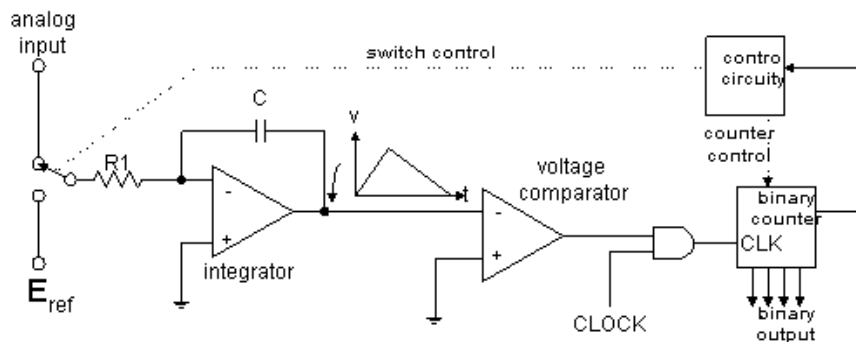 analog
input
switch control
contro
circuity
C
v
R1
t
voltage
comparator
counter
control
-
+
integrator
-
+
binary
counter
CLK
E ref
CLOCK
binary
output